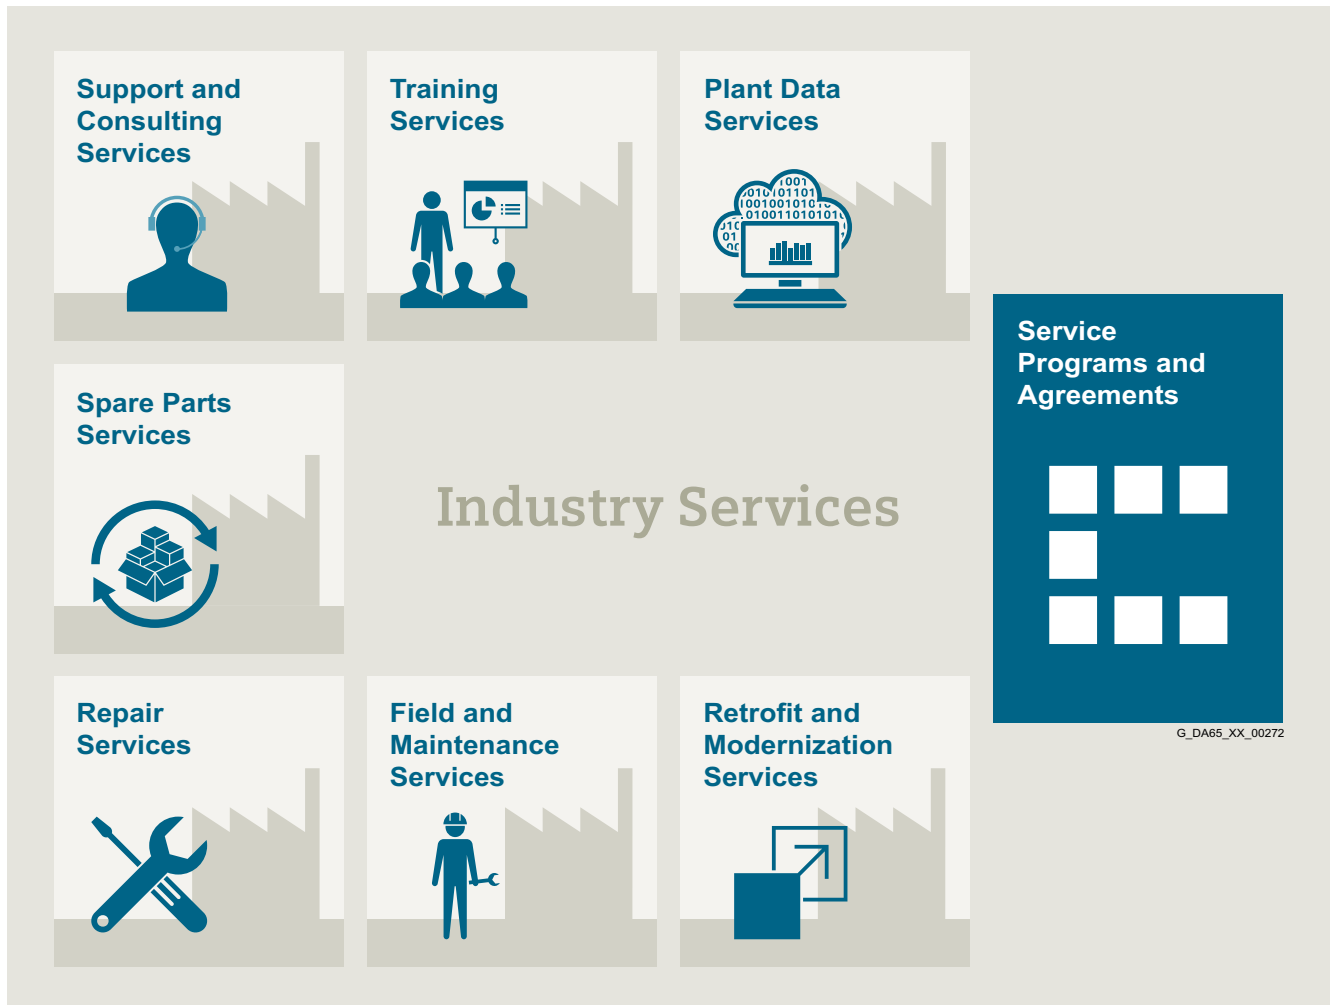 Support and
Consulting
Services
Training
Services
Plant Data
Services
Service
Programs and
Agreements
Spare Parts
Services
Industry Services
G_DA65_XX_00272
Repair
Services
Field and
Maintenance
Services
Retrofit and
Modernization
Services